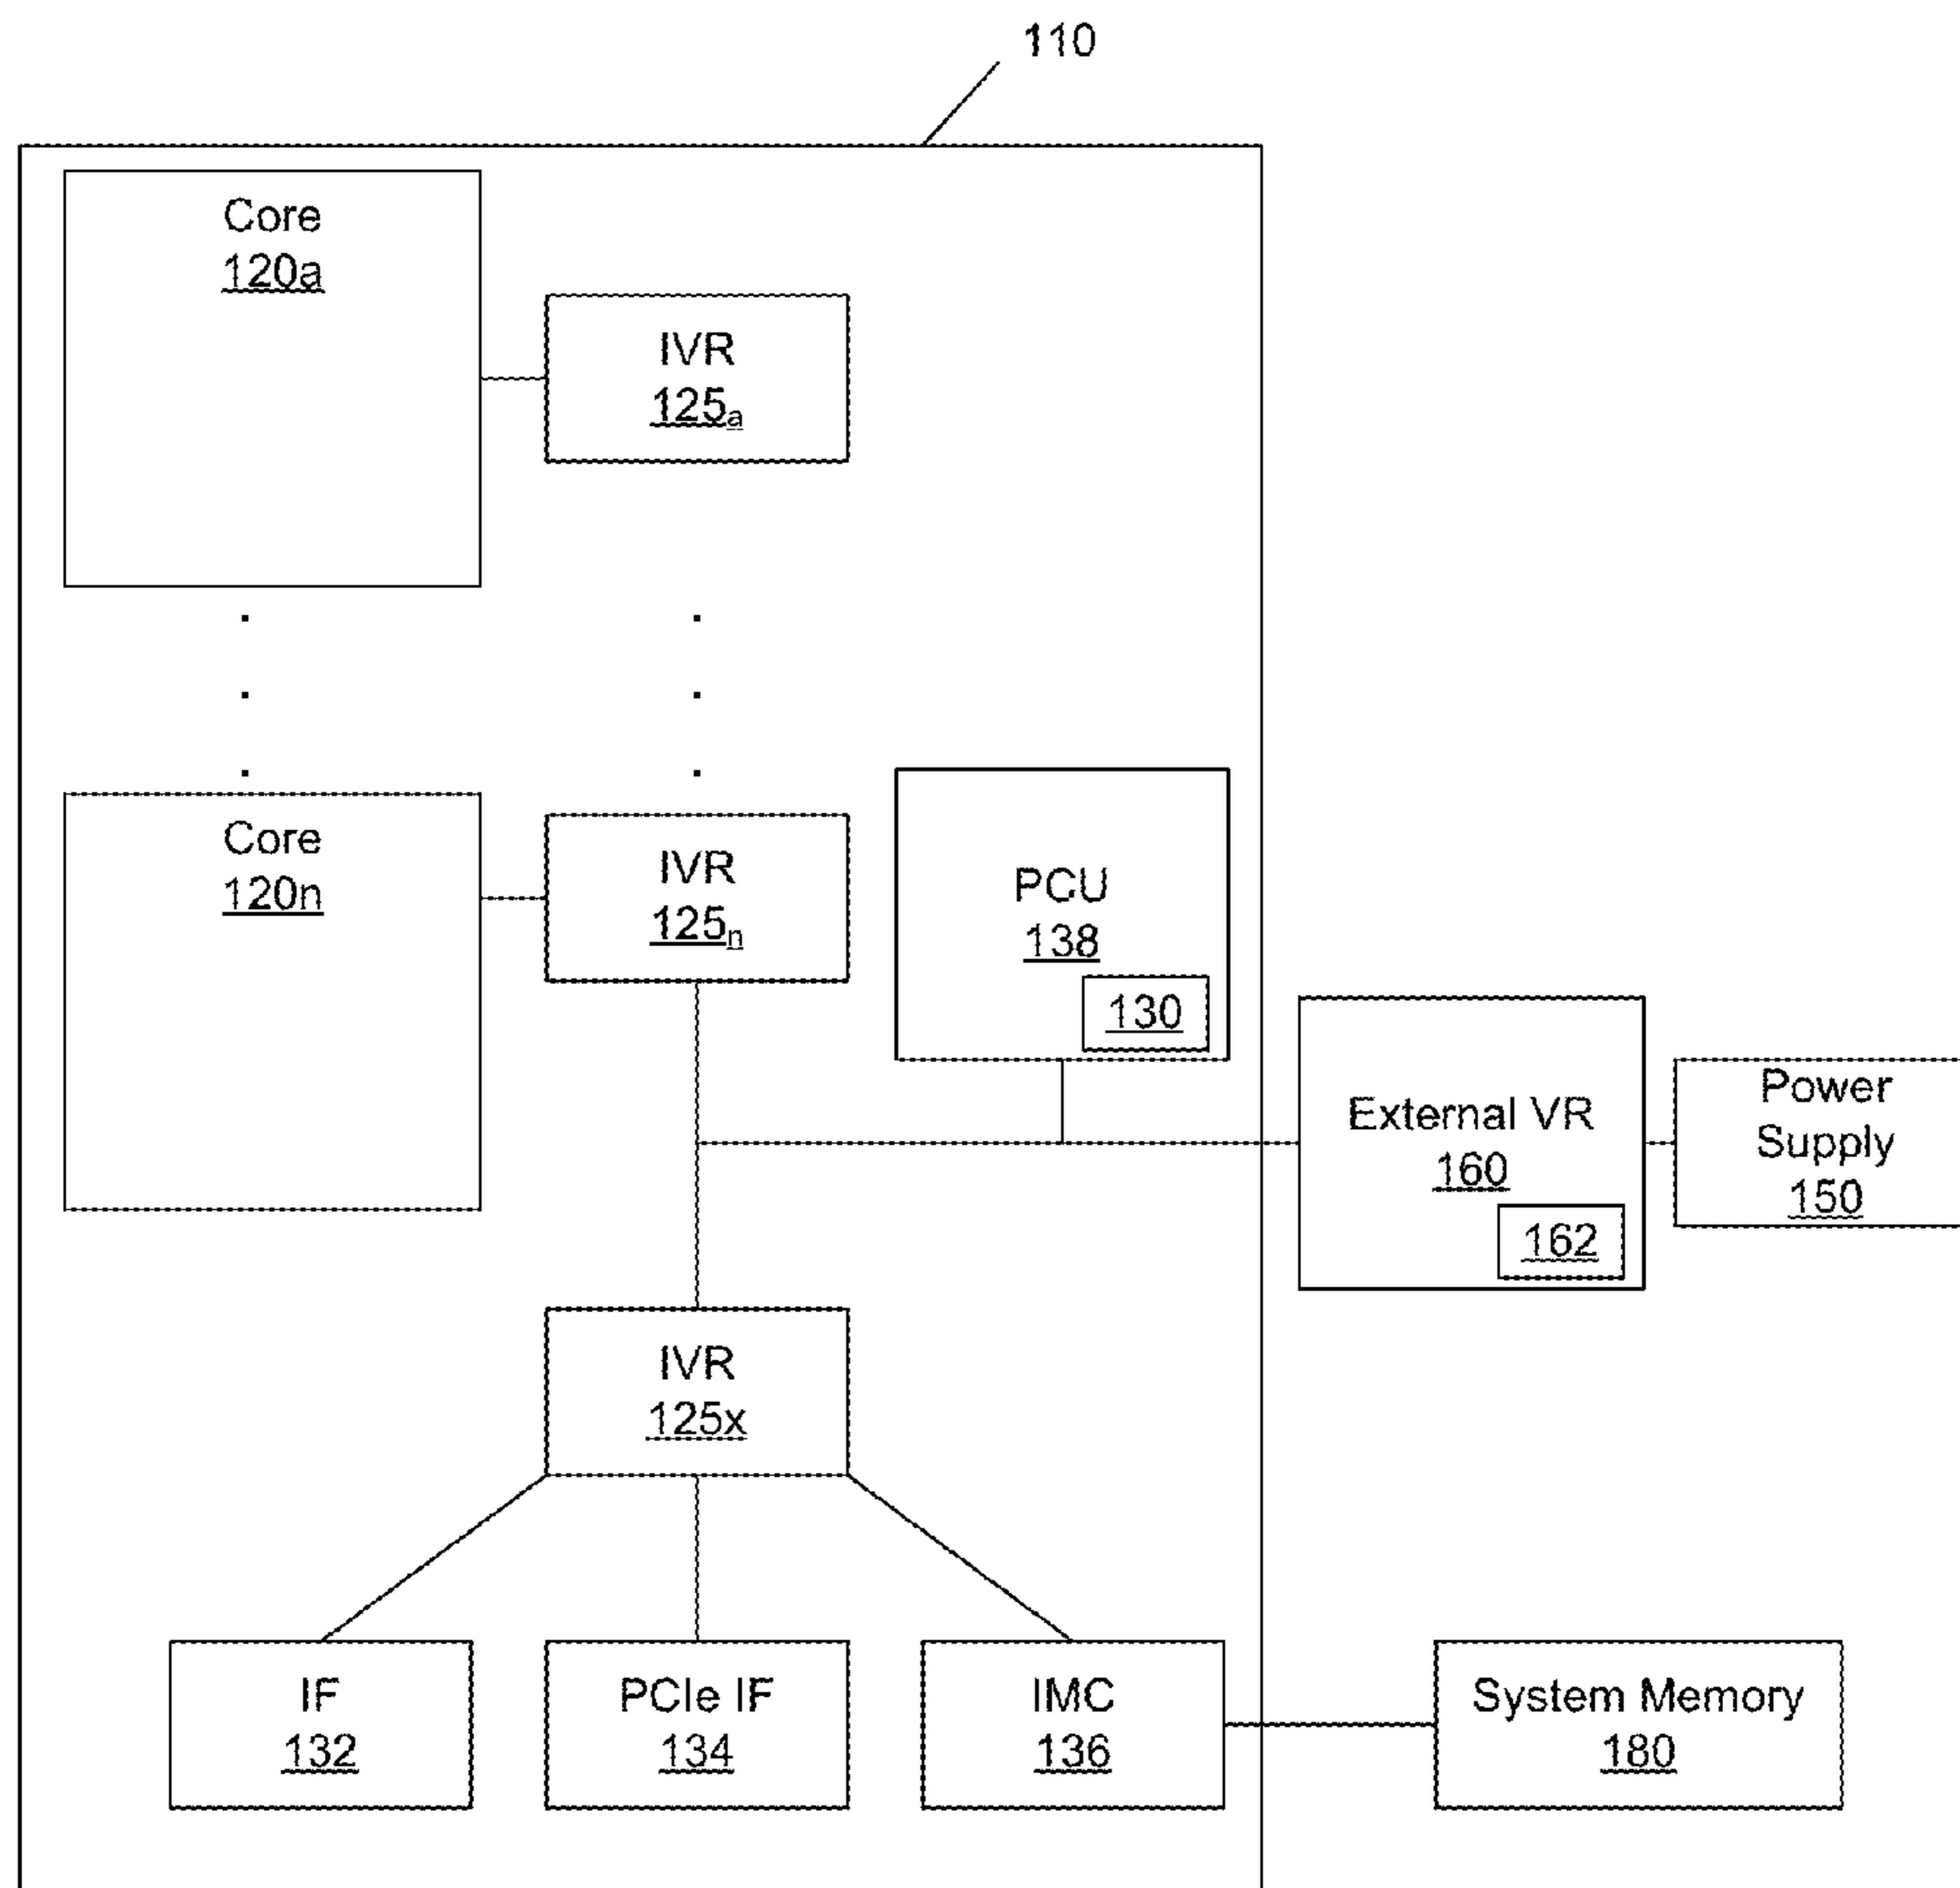 110
Core
120a
IVR
125a
Core
120n
IVR
125n
PCU
138
130
External VR
160
162
Power
Supply
150
IVR
125x
IF
132
PCIe IF
134
IMC
136
System Memory
180